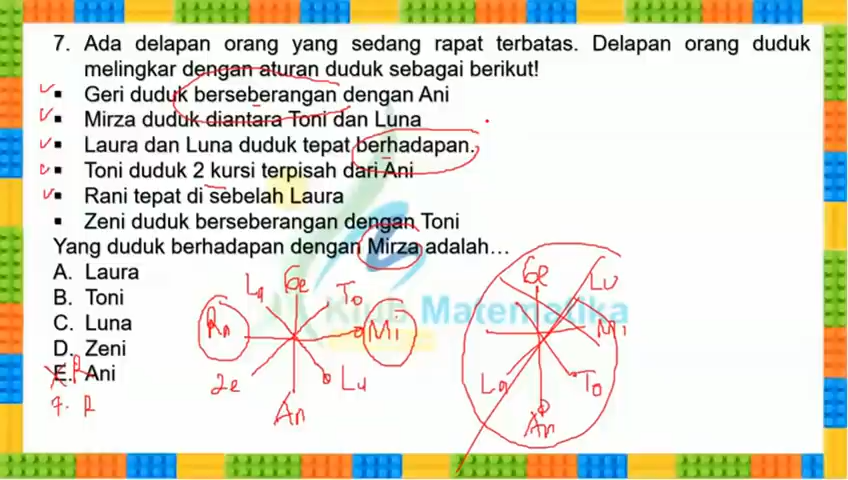 7. Ada delapan orang yang sedang rapat terbatas. Delapan orang duduk
melingkar dengan aturan duduk sebagai berikut!
▪ Geri duduk berseberangan dengan Ani
▪ Mirza duduk diantara Toni dan Luna
▪ Laura dan Luna duduk tepat berhadapan.
▪ Toni duduk 2 kursi terpisah dari Ani
▪ Rani tepat di sebelah Laura
▪ Zeni duduk berseberangan dengan Toni
Yang duduk berhadapan dengan Mirza adalah…
A. Laura
B. Toni
C. Luna
D. Zeni
E. Ani
7. R
La Ge To
Rn Mi
Ze Lu
An
Ge Lu
Mi
La To
An
Matematika